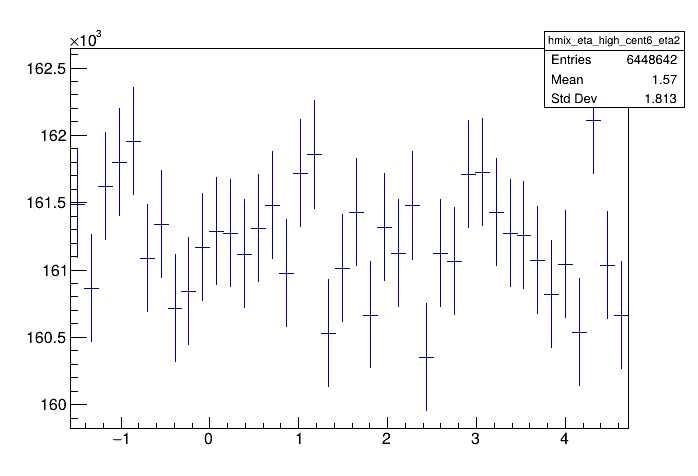 ×10³
hmix_eta_high_cent6_eta2
Entries 6448642
Mean 1.57
Std Dev 1.813
162.5
162
161.5
161
160.5
160
−1 0 1 2 3 4